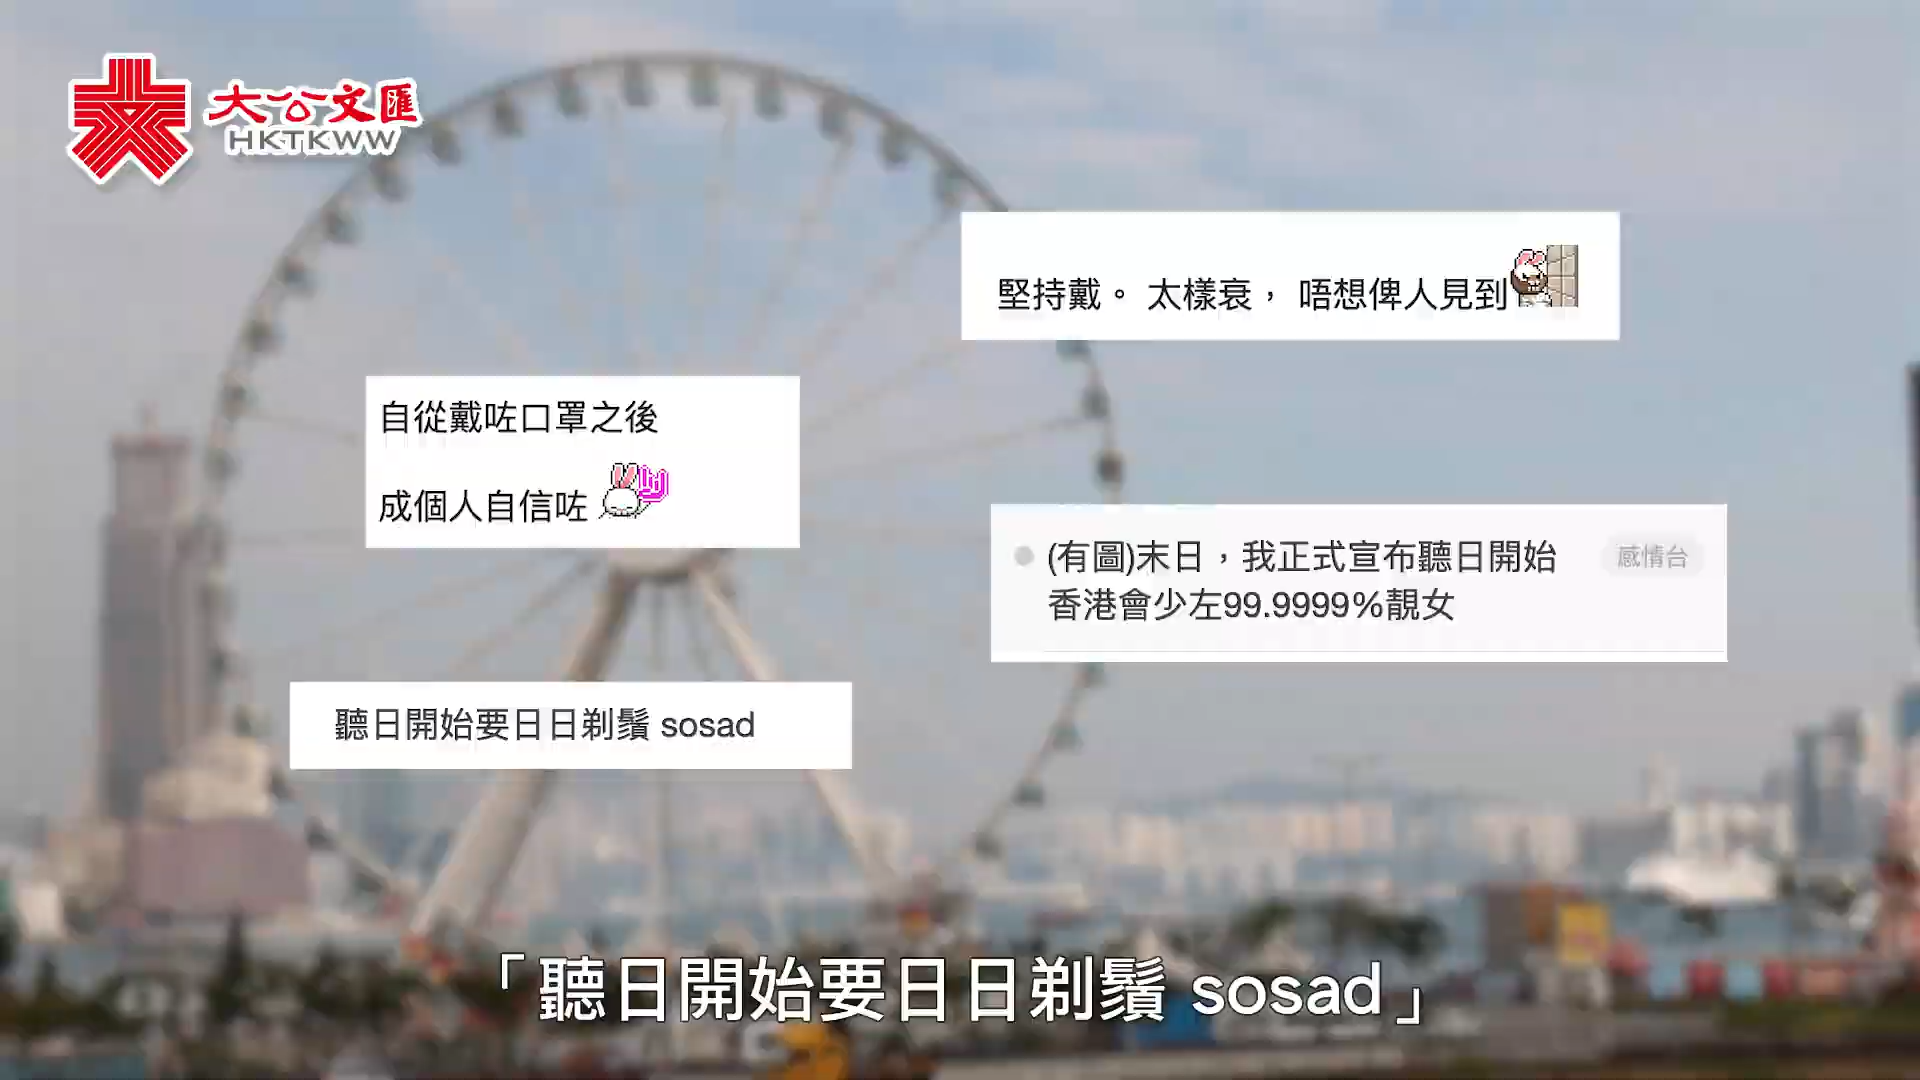 大公文匯
HKTKWW
堅持戴。 太樣衰， 唔想俾人見到
自從戴咗口罩之後
成個人自信咗
(有圖)末日，我正式宣布聽日開始
感情台
香港會少左99.9999%靚女
聽日開始要日日剃鬚 sosad
「聽日開始要日日剃鬚 sosad」